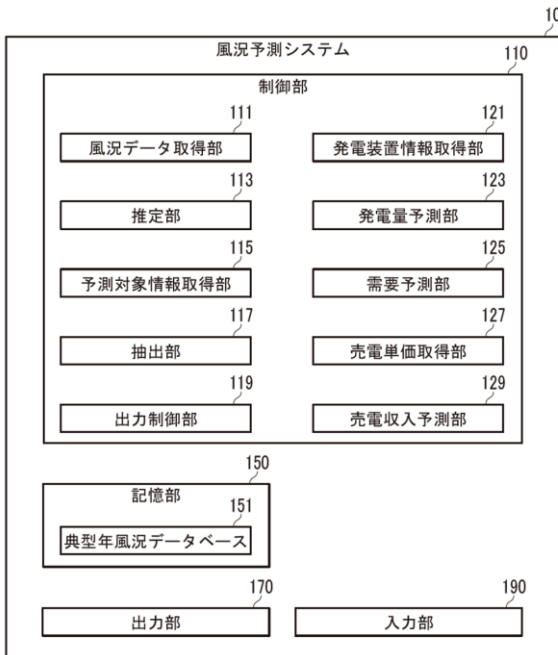 10
風況予測システム
110
制御部
111
風況データ取得部
121
発電装置情報取得部
113
推定部
123
発電量予測部
115
予測対象情報取得部
125
需要予測部
117
抽出部
127
売電単価取得部
119
出力制御部
129
売電収入予測部
150
記憶部
151
典型年風況データベース
170
出力部
190
入力部